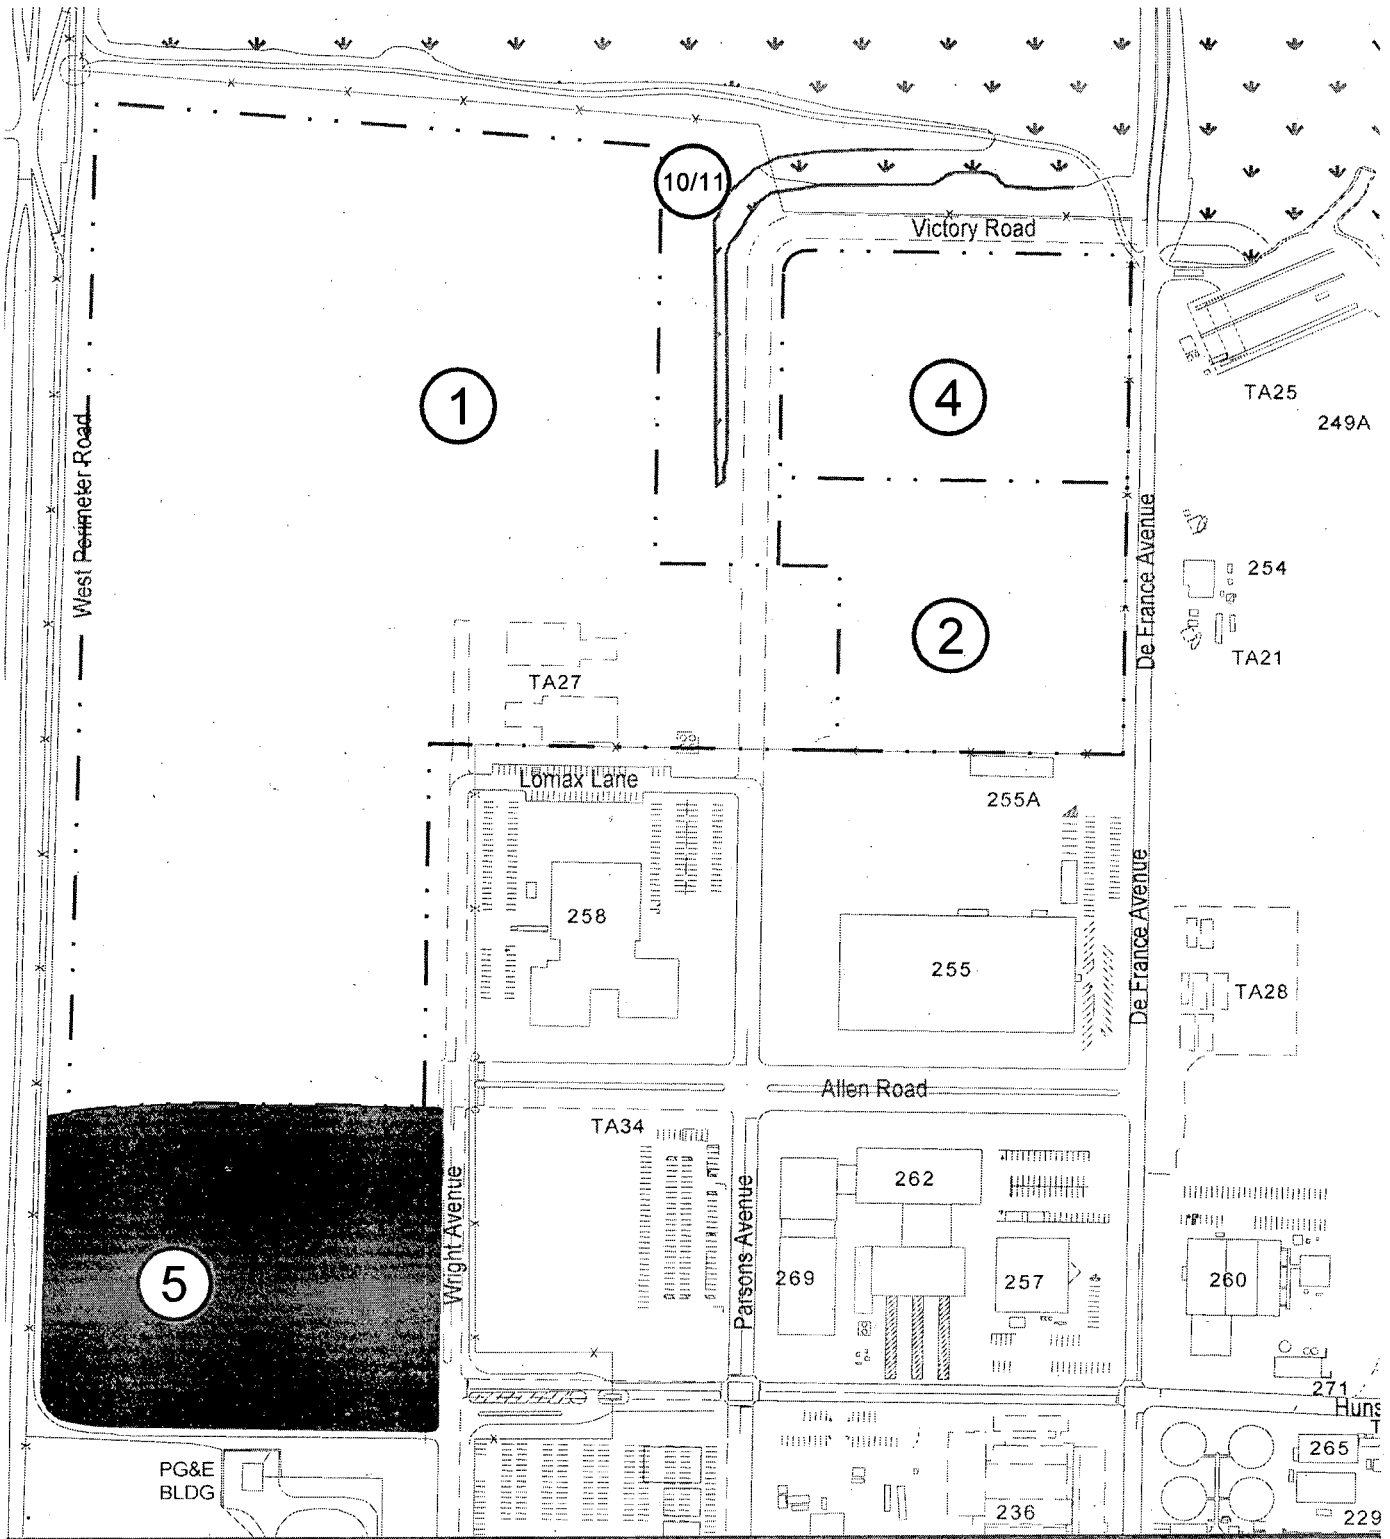 10/11
Victory Road
1
4
TA25
249A
West Perimeter Road
De France Avenue
254
2
TA21
TA27
Lomax Lane
255A
258
255
De France Avenue
TA28
Allen Road
TA34
262
Wright Avenue
Parsons Avenue
269
257
260
5
271
Huns
265
PG&E
BLDG
236
229